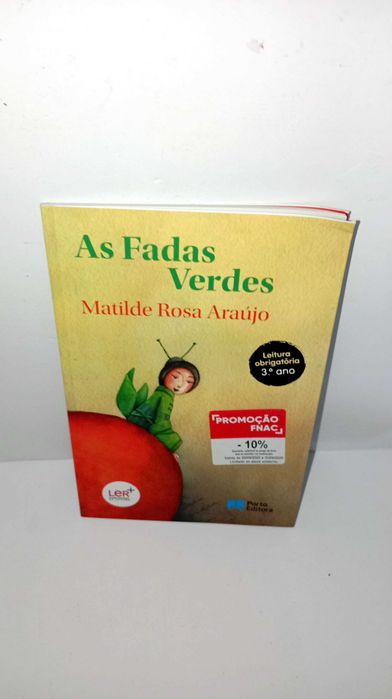 As Fadas
Verdes
Matilde Rosa Araújo
Leitura
obrigatória
3.º ano
PROMOÇÃO
FNAC
- 10%
LER+
Porto
Editora